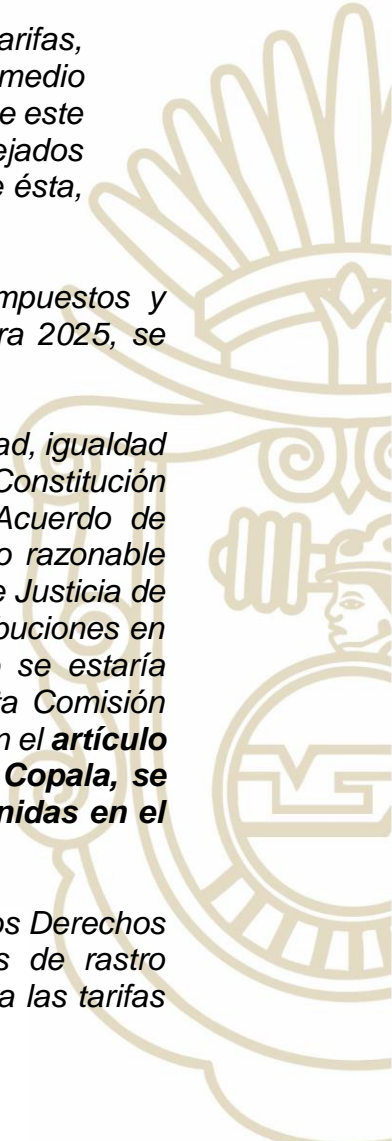 arifas,
medio
e este
ejados
e ésta,
mpuestos y
ra 2025, se
ad, igualdad
Constitución
Acuerdo de
o razonable
e Justicia de
buciones en
se estaría
ta Comisión
n el artículo
Copala, se
nidas en el
os Derechos
s de rastro
a las tarifas